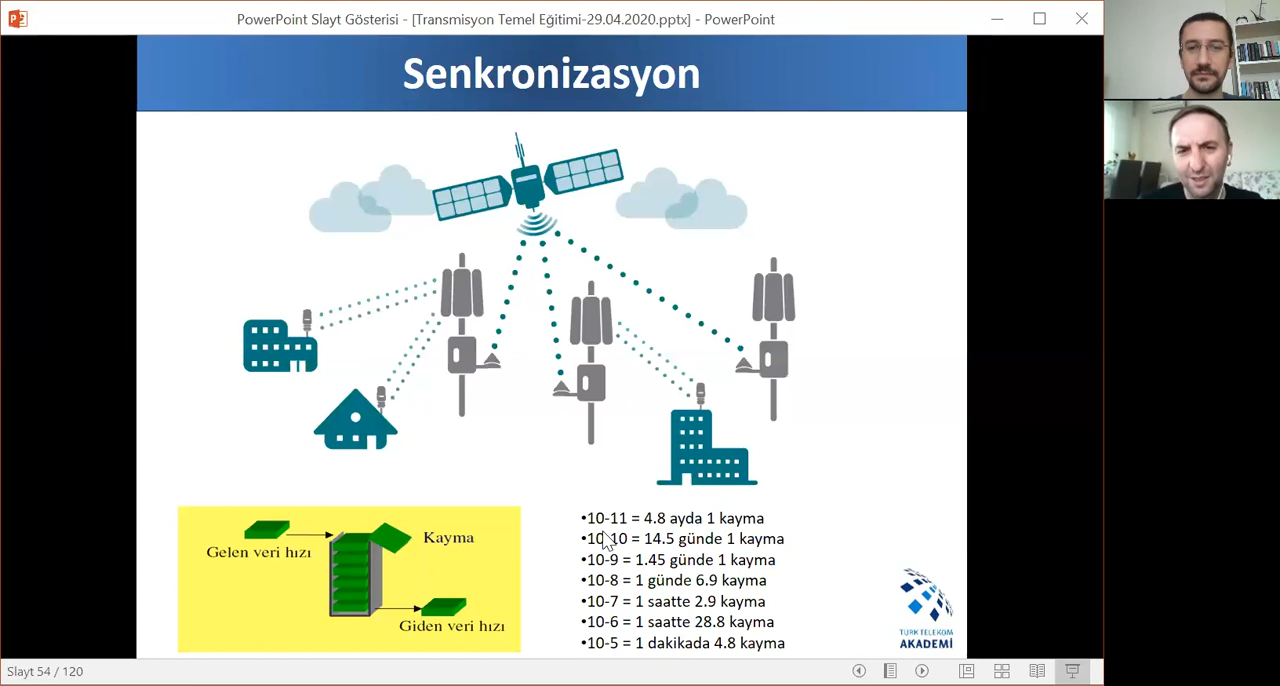 PowerPoint Slayt Gösterisi - [Transmisyon Temel Eğitimi-29.04.2020.pptx] - PowerPoint
Senkronizasyon
Gelen veri hızı
Kayma
Giden veri hızı
•10-11 = 4.8 ayda 1 kayma
•10-10 = 14.5 günde 1 kayma
•10-9 = 1.45 günde 1 kayma
•10-8 = 1 günde 6.9 kayma
•10-7 = 1 saatte 2.9 kayma
•10-6 = 1 saatte 28.8 kayma
•10-5 = 1 dakikada 4.8 kayma
TÜRK TELEKOM
AKADEMİ
Slayt 54 / 120